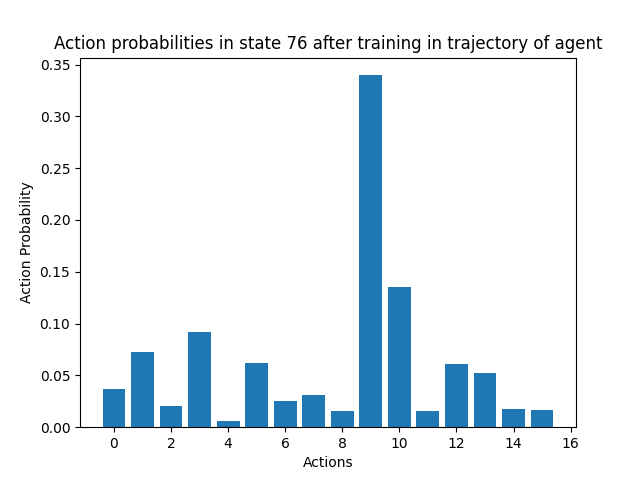 Action probabilities in state 76 after training in trajectory of agent
0.35
0.30
0.25
0.20
0.15
0.10
0.05
0.00
Action Probability
0 2 4 6 8 10 12 14 16
Actions